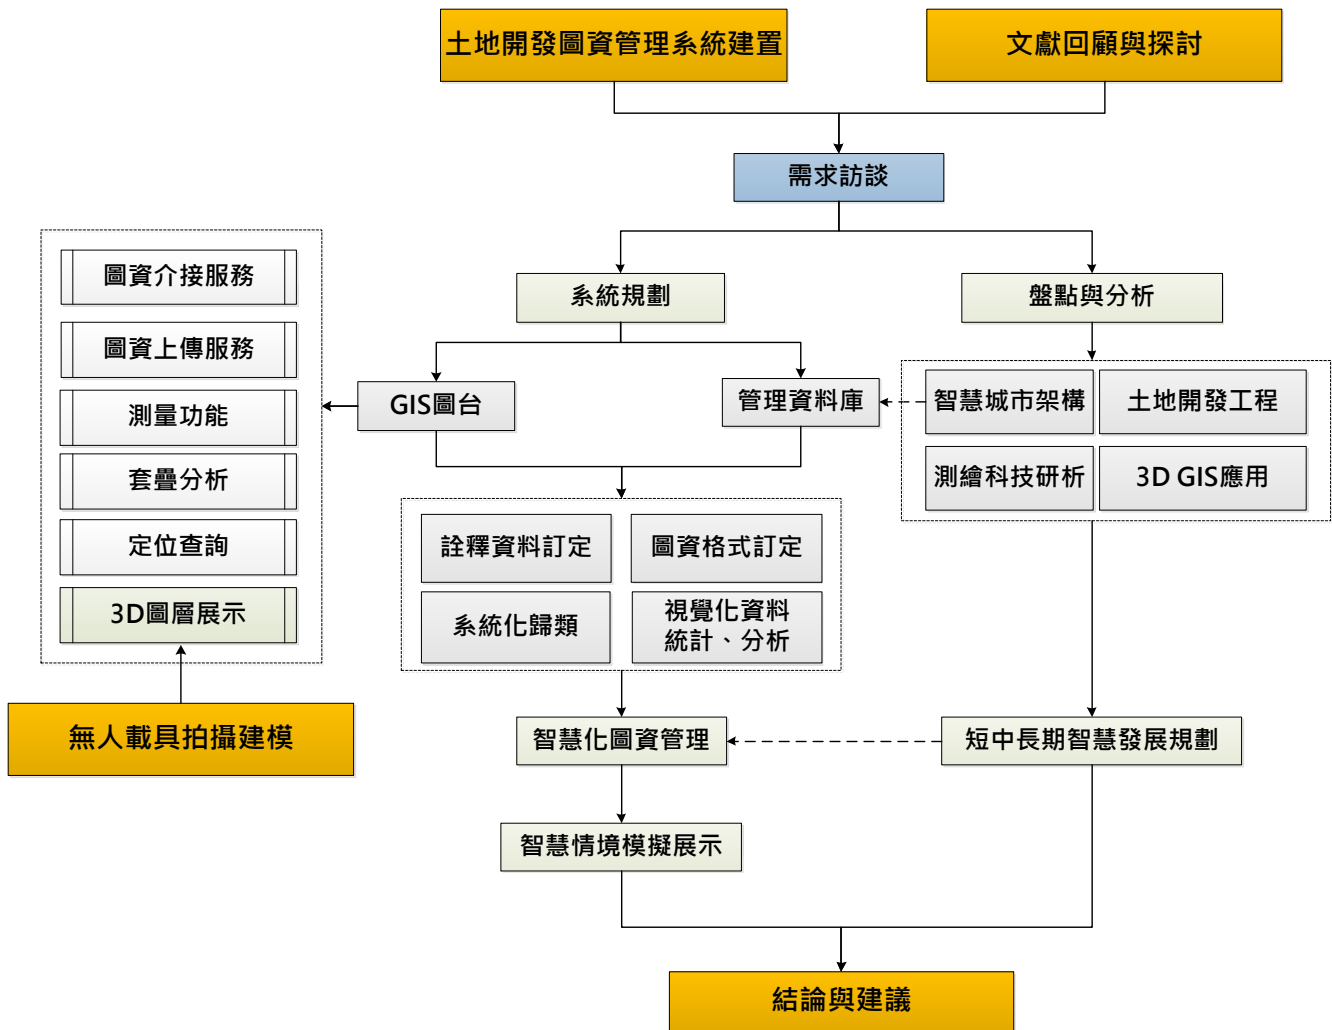 土地開發圖資管理系統建置
文獻回顧與探討
需求訪談
系統規劃
盤點與分析
圖資介接服務
圖資上傳服務
測量功能
套疊分析
定位查詢
3D圖層展示
無人載具拍攝建模
GIS圖台
管理資料庫
智慧城市架構
土地開發工程
測繪科技研析
3D GIS應用
詮釋資料訂定
圖資格式訂定
系統化歸類
視覺化資料
統計、分析
智慧化圖資管理
短中長期智慧發展規劃
智慧情境模擬展示
結論與建議